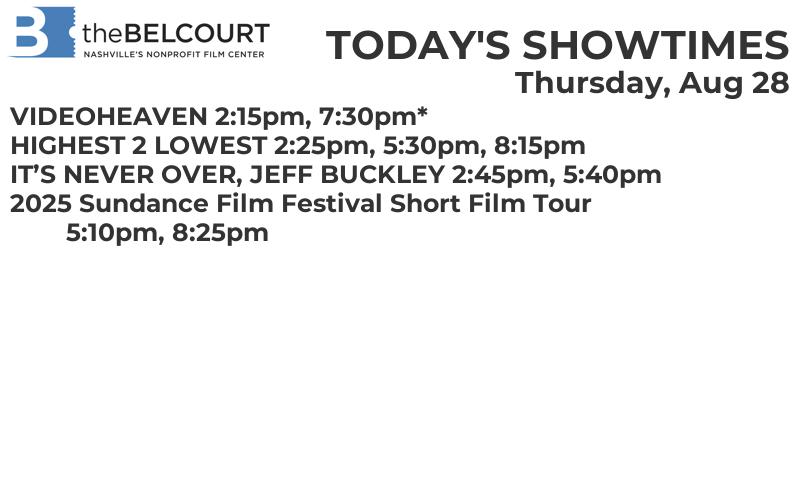 B theBELCOURT
NASHVILLE'S NONPROFIT FILM CENTER
TODAY'S SHOWTIMES
Thursday, Aug 28
VIDEOHEAVEN 2:15pm, 7:30pm*
HIGHEST 2 LOWEST 2:25pm, 5:30pm, 8:15pm
IT’S NEVER OVER, JEFF BUCKLEY 2:45pm, 5:40pm
2025 Sundance Film Festival Short Film Tour
5:10pm, 8:25pm